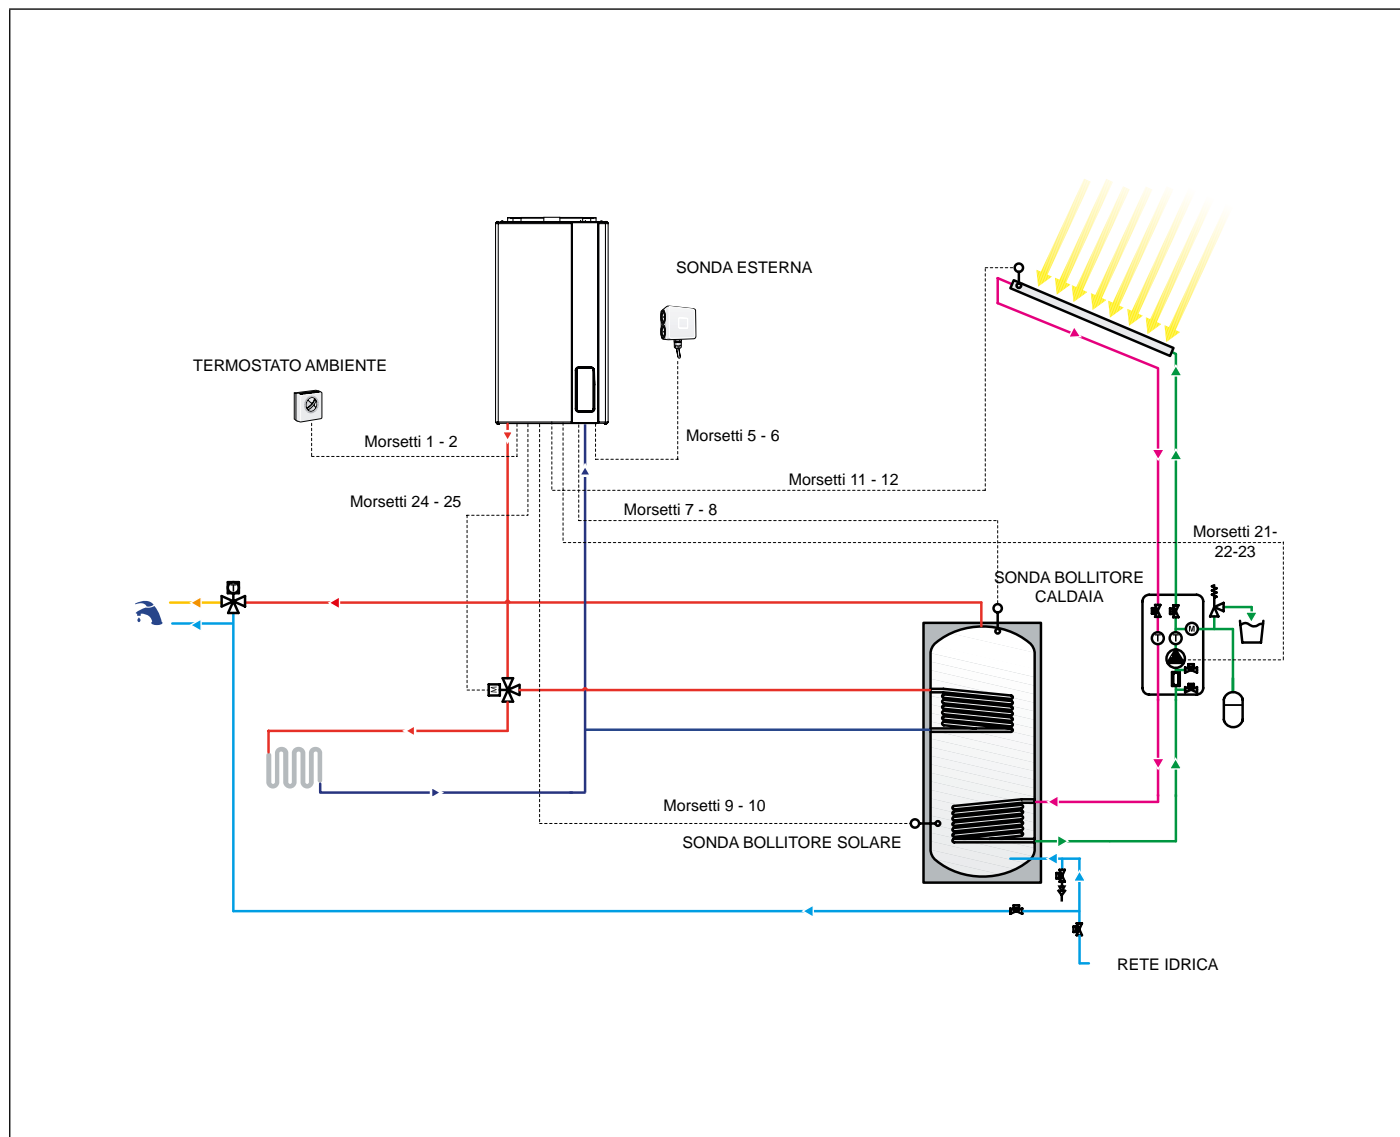 SONDA ESTERNA
TERMOSTATO AMBIENTE
Morsetti 1 - 2
Morsetti 5 - 6
Morsetti 11 - 12
Morsetti 24 - 25
Morsetti 7 - 8
Morsetti 21-
22-23
SONDA BOLLITORE
CALDAIA
M
T
T
M
Morsetti 9 - 10
SONDA BOLLITORE SOLARE
RETE IDRICA